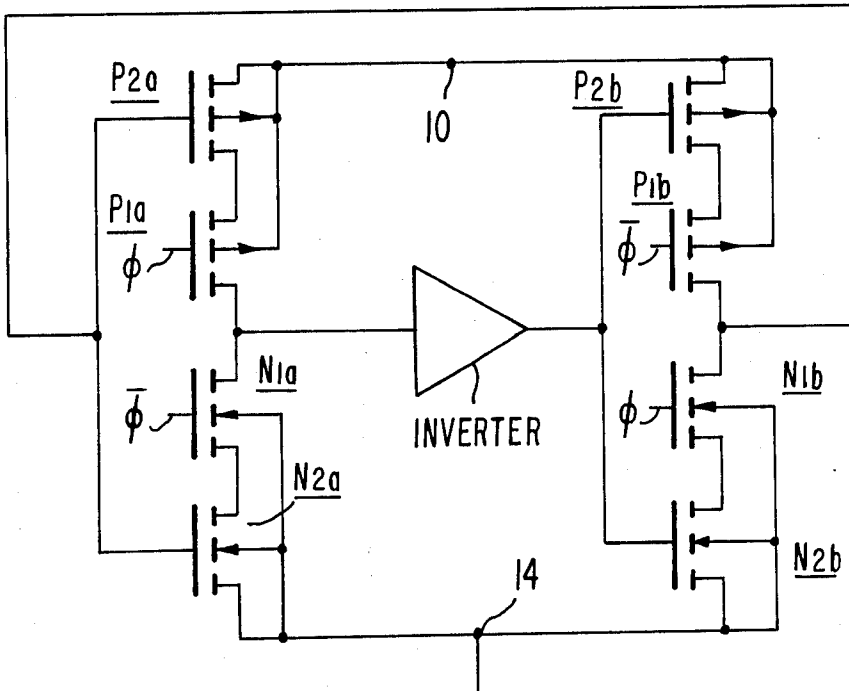 P2a
P2b
10
P1a
P1b
ϕ
ϕ̄
N1a
N1b
ϕ̄
ϕ
INVERTER
N2a
N2b
14